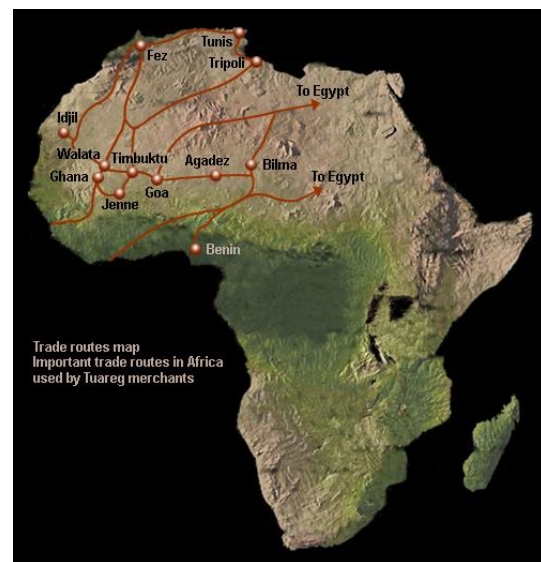 Tunis
Fez
Tripoli
To Egypt
Idjil
Walata
Timbuktu
Agadez
Bilma
Ghana
To Egypt
Goa
Jenne
Benin
Trade routes map
Important trade routes in Africa
used by Tuareg merchants